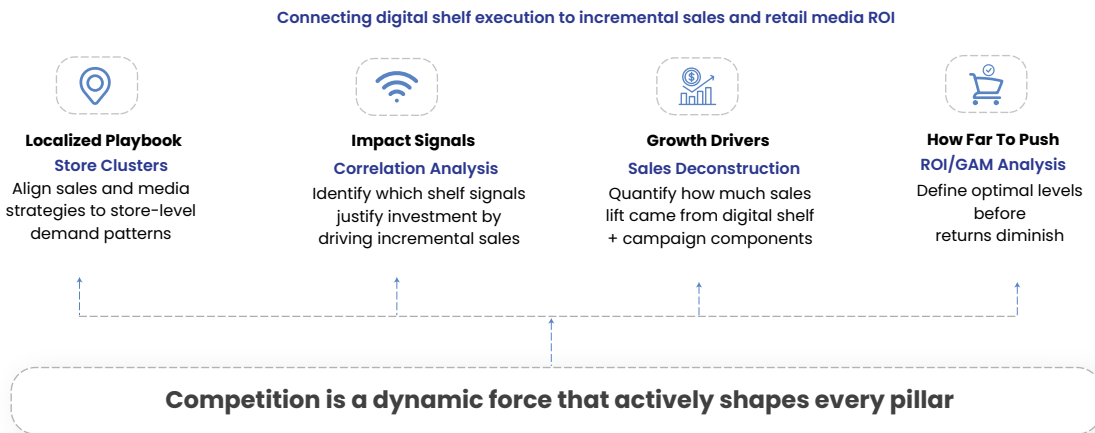 Connecting digital shelf execution to incremental sales and retail media ROI
Localized Playbook
Store Clusters
Align sales and media
strategies to store-level
demand patterns
Impact Signals
Correlation Analysis
Identify which shelf signals
justify investment by
driving incremental sales
$
Growth Drivers
Sales Deconstruction
Quantify how much sales
lift came from digital shelf
+ campaign components
How Far To Push
ROI/GAM Analysis
Define optimal levels
before
returns diminish
Competition is a dynamic force that actively shapes every pillar